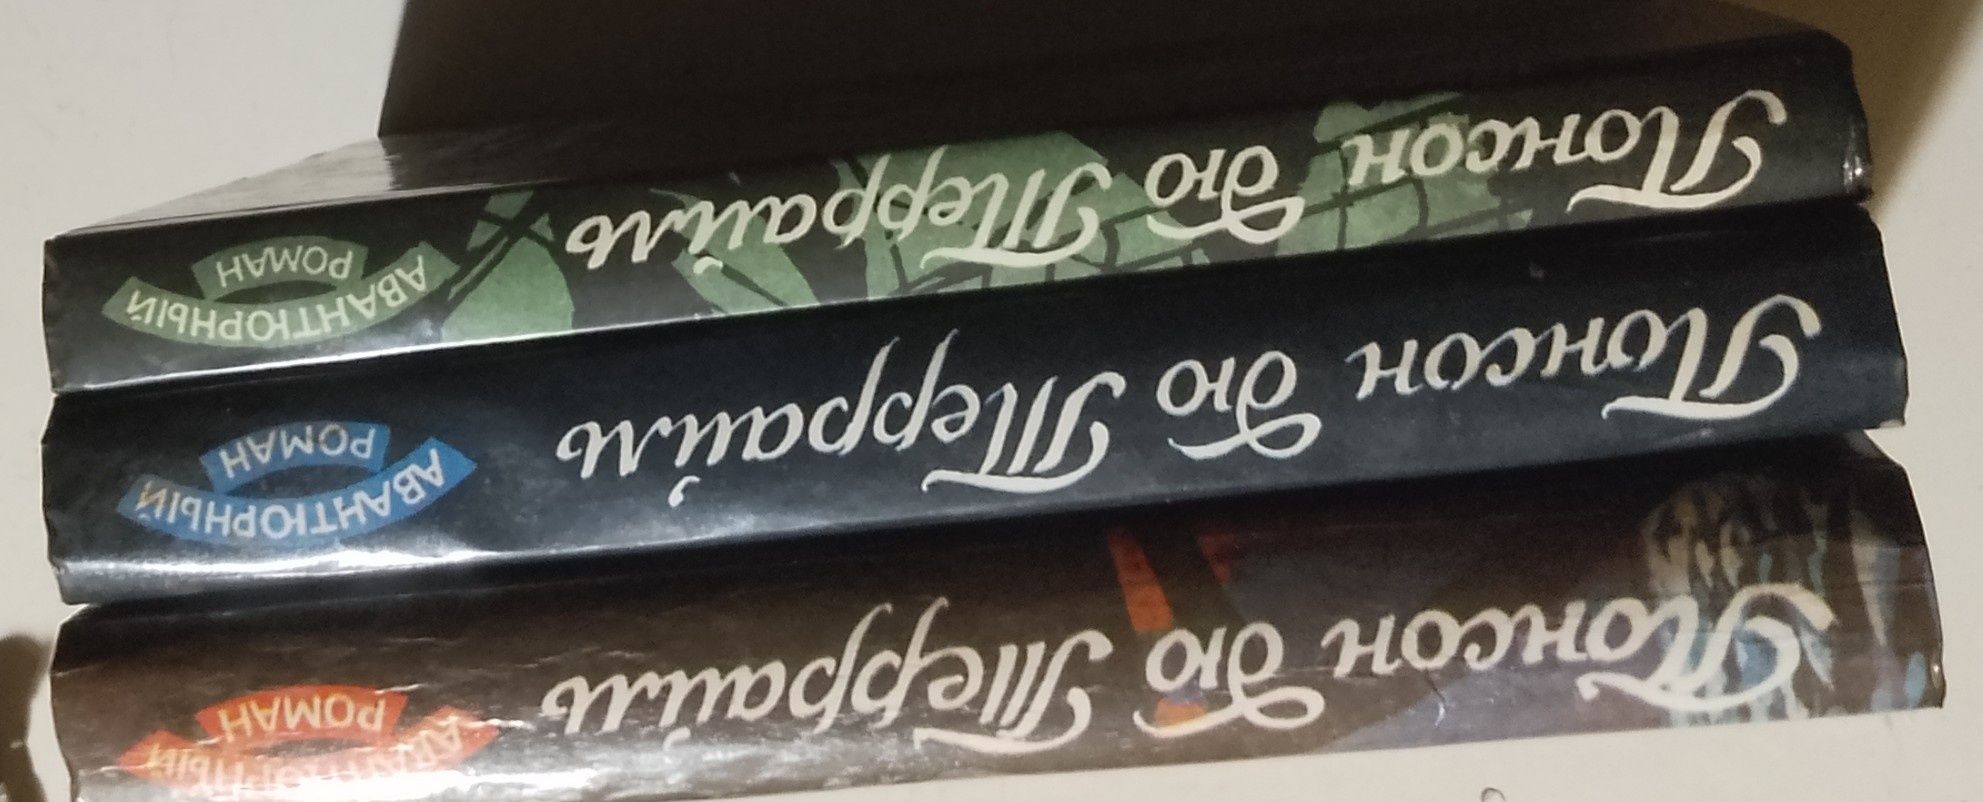 Понсон дю Террайль
АВАНТЮРНЫЙ
РОМАН
Понсон дю Террайль
АВАНТЮРНЫЙ
РОМАН
Понсон дю Террайль
АВАНТЮРНЫЙ
РОМАН